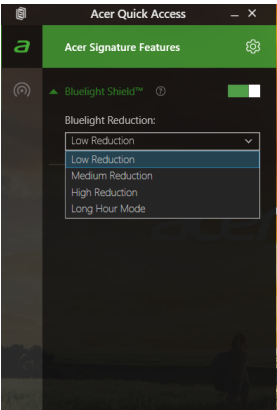 Acer Quick Access
a
Acer Signature Features
Bluelight Shield™
Bluelight Reduction:
Low Reduction
Low Reduction
Medium Reduction
High Reduction
Long Hour Mode
acer